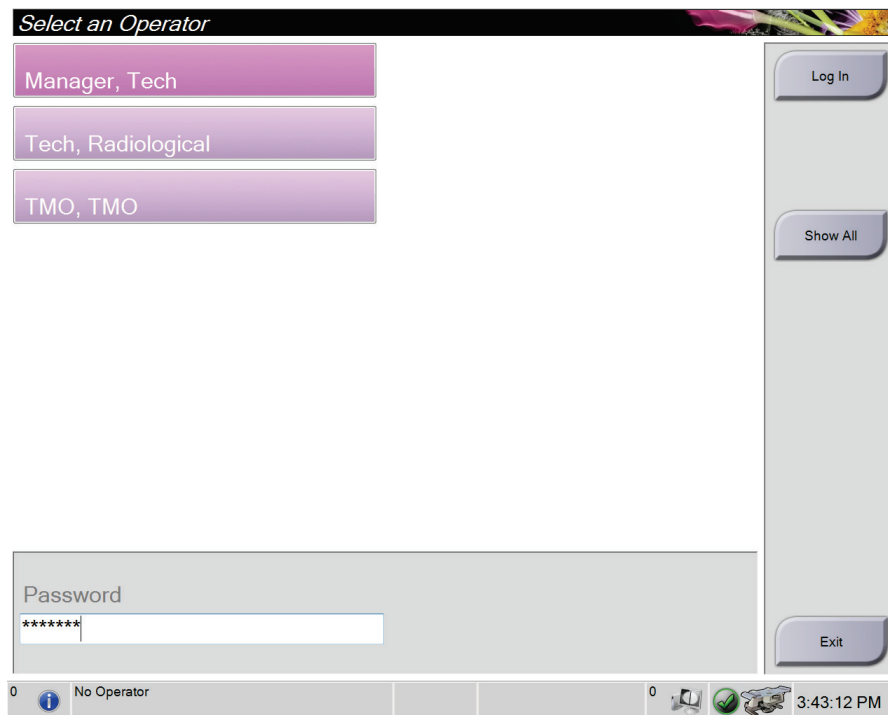 Select an Operator
Manager, Tech
Log In
Tech, Radiological
TMO, TMO
Show All
Password
*******
Exit
0
No Operator
0
3:43:12 PM